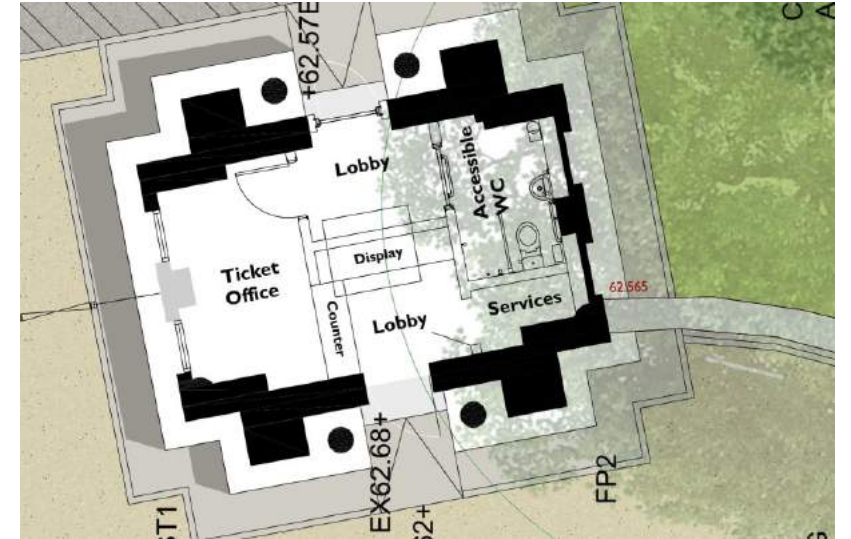 +62.57E
C
A
Lobby
Accessible
WC
Ticket
Office
Display
62.565
Services
Counter
Lobby
EX62.68+
62+
FP2
ST1